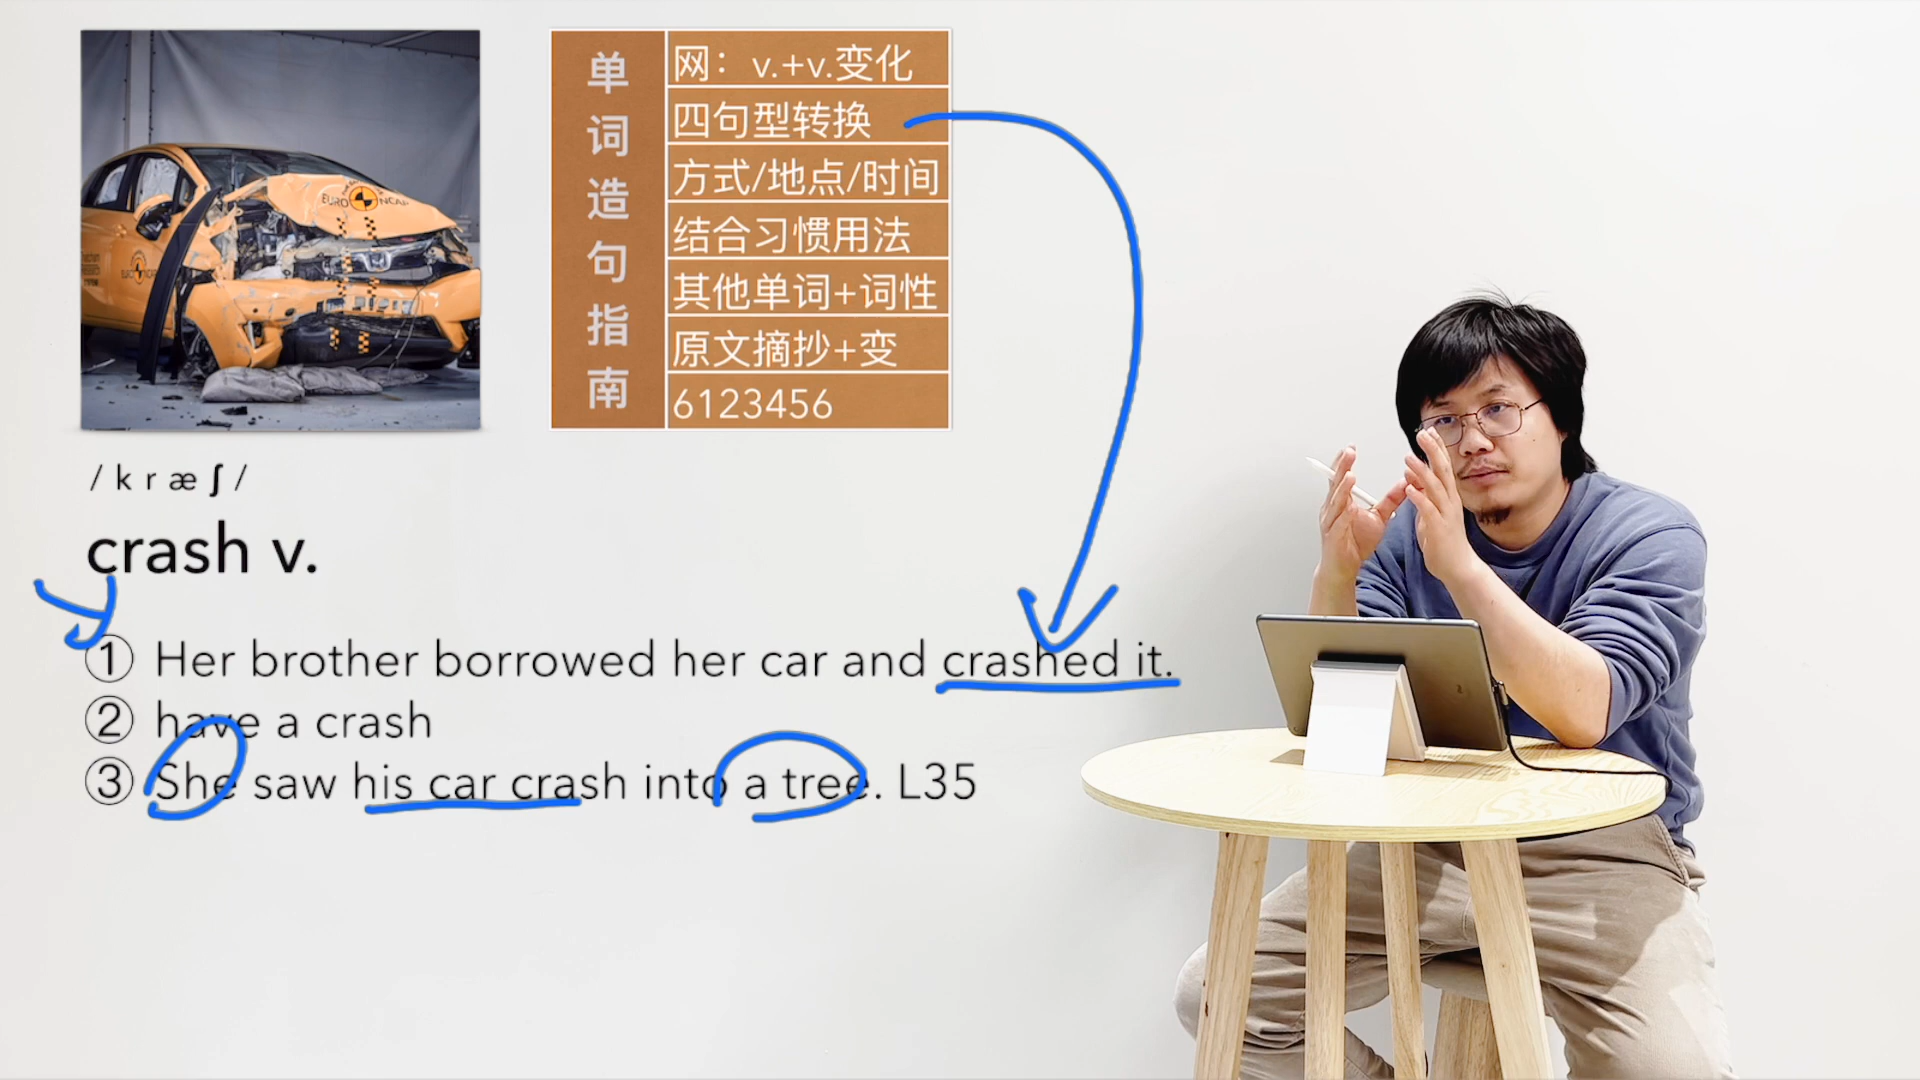 EURO NCAP
单词造句指南
网：v.+v.变化
四句型转换
方式/地点/时间
结合习惯用法
其他单词+词性
原文摘抄+变
6123456
/kræʃ/
crash v.
① Her brother borrowed her car and crashed it.
② have a crash
③ She saw his car crash into a tree. L35